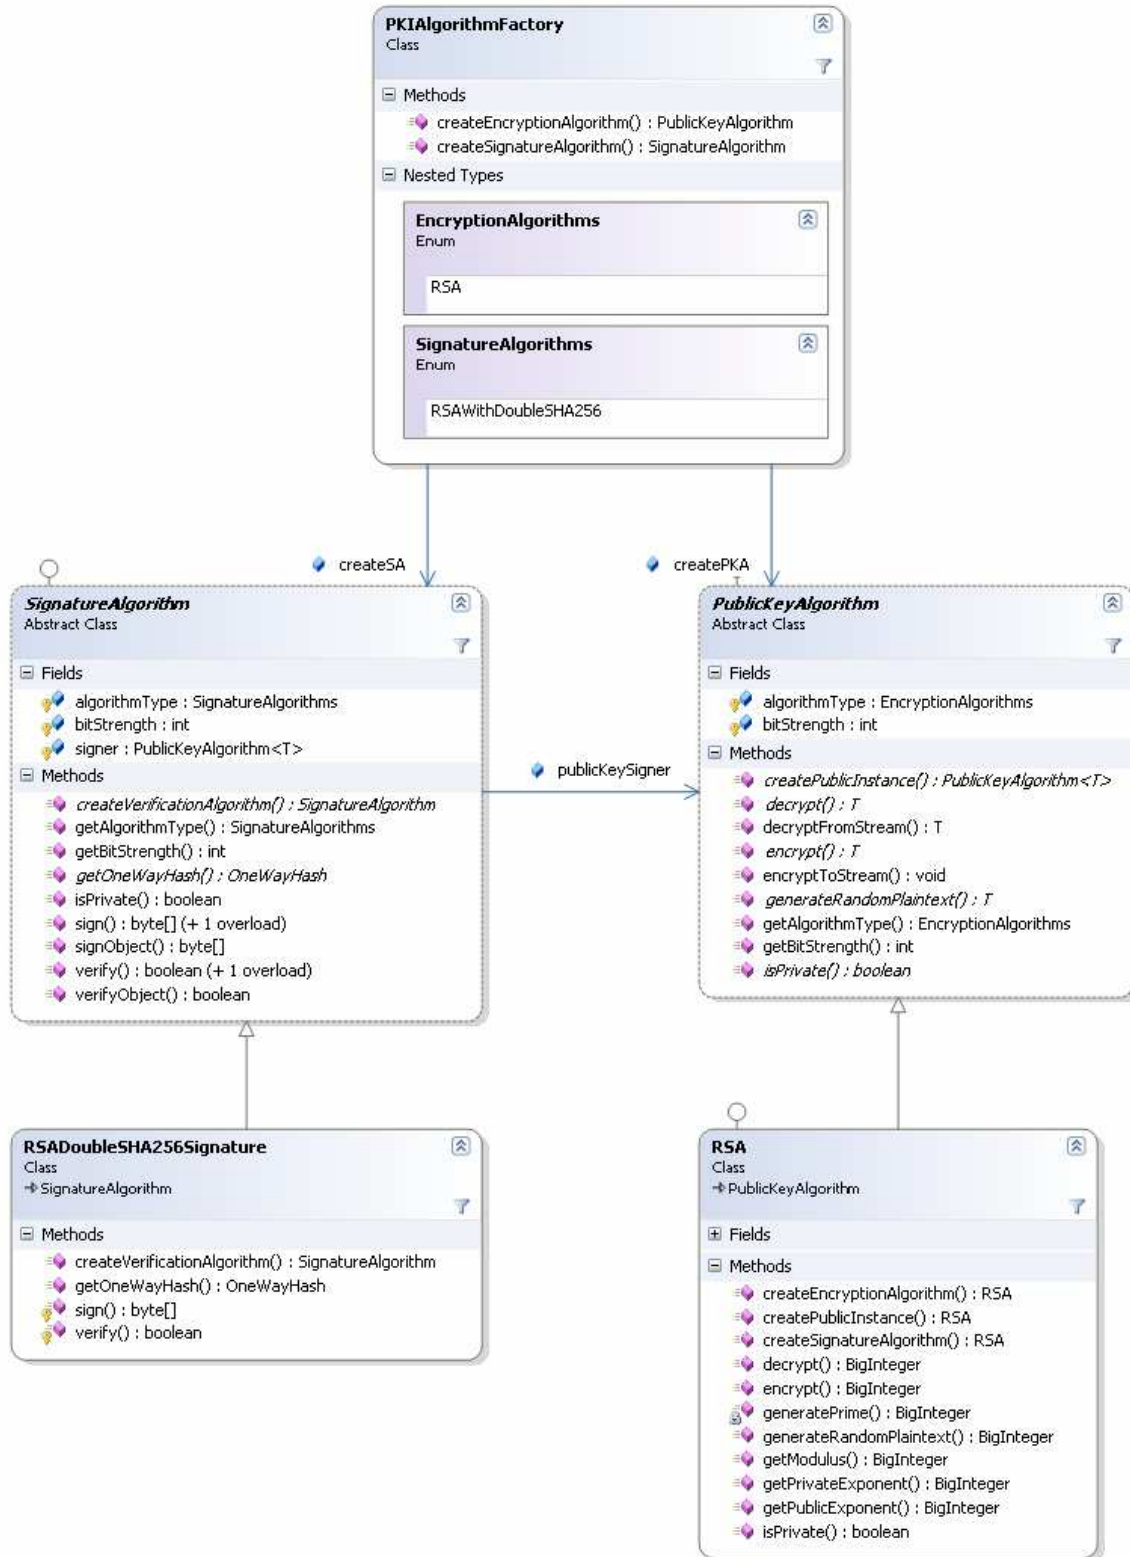 PKIAlgorithmFactory
Class
Methods
createEncryptionAlgorithm() : PublicKeyAlgorithm
createSignatureAlgorithm() : SignatureAlgorithm
Nested Types
EncryptionAlgorithms
Enum
RSA
SignatureAlgorithms
Enum
RSAWithDoubleSHA256
createSA
createPKA
SignatureAlgorithm
Abstract Class
Fields
algorithmType : SignatureAlgorithms
bitStrength : int
signer : PublicKeyAlgorithm<T>
Methods
createVerificationAlgorithm() : SignatureAlgorithm
getAlgorithmType() : SignatureAlgorithms
getBitStrength() : int
getOneWayHash() : OneWayHash
isPrivate() : boolean
sign() : byte[] (+ 1 overload)
signObject() : byte[]
verify() : boolean (+ 1 overload)
verifyObject() : boolean
publicKeySigner
PublicKeyAlgorithm
Abstract Class
Fields
algorithmType : EncryptionAlgorithms
bitStrength : int
Methods
createPublicInstance() : PublicKeyAlgorithm<T>
decrypt() : T
decryptFromStream() : T
encrypt() : T
encryptToStream() : void
generateRandomPlaintext() : T
getAlgorithmType() : EncryptionAlgorithms
getBitStrength() : int
isPrivate() : boolean
RSADoubleSHA256Signature
Class
SignatureAlgorithm
Methods
createVerificationAlgorithm() : SignatureAlgorithm
getOneWayHash() : OneWayHash
sign() : byte[]
verify() : boolean
RSA
Class
PublicKeyAlgorithm
Fields
Methods
createEncryptionAlgorithm() : RSA
createPublicInstance() : RSA
createSignatureAlgorithm() : RSA
decrypt() : BigInteger
encrypt() : BigInteger
generatePrime() : BigInteger
generateRandomPlaintext() : BigInteger
getModulus() : BigInteger
getPrivateExponent() : BigInteger
getPublicExponent() : BigInteger
isPrivate() : boolean